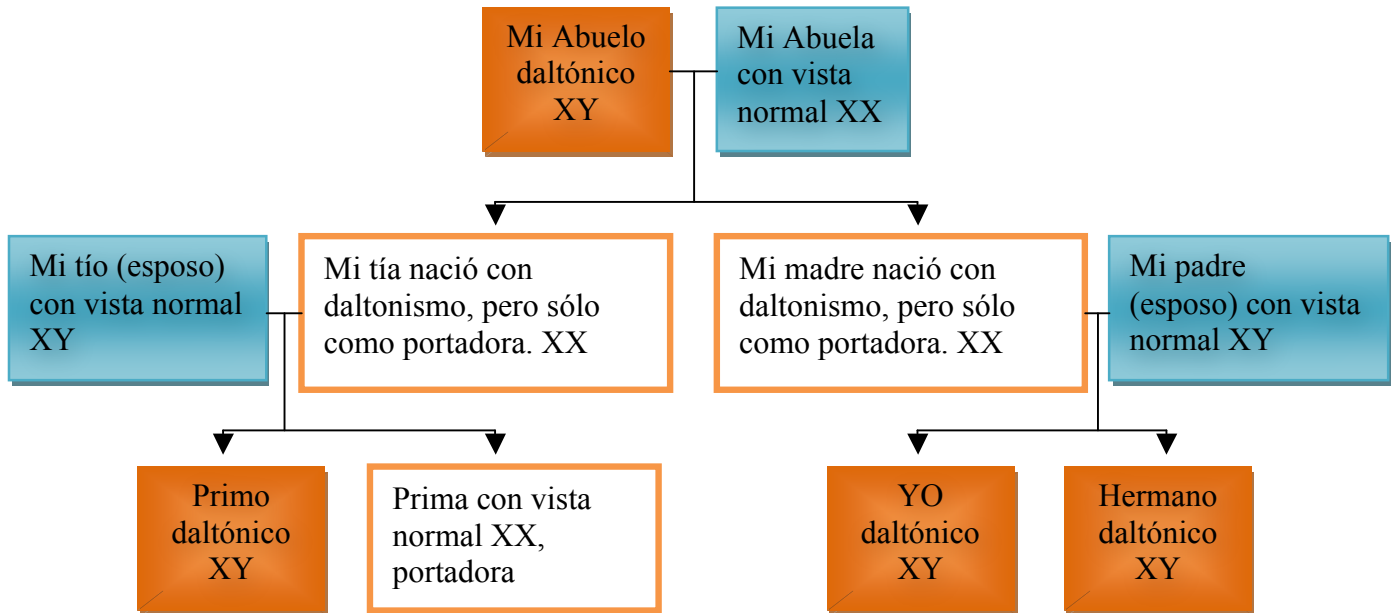 Mi Abuelo
daltónico
XY
Mi Abuela
con vista
normal XX
Mi tío (esposo)
con vista normal
XY
Mi tía nació con
daltonismo, pero sólo
como portadora. XX
Mi madre nació con
daltonismo, pero sólo
como portadora. XX
Mi padre
(esposo) con vista
normal XY
Primo
daltónico
XY
Prima con vista
normal XX,
portadora
YO
daltónico
XY
Hermano
daltónico
XY